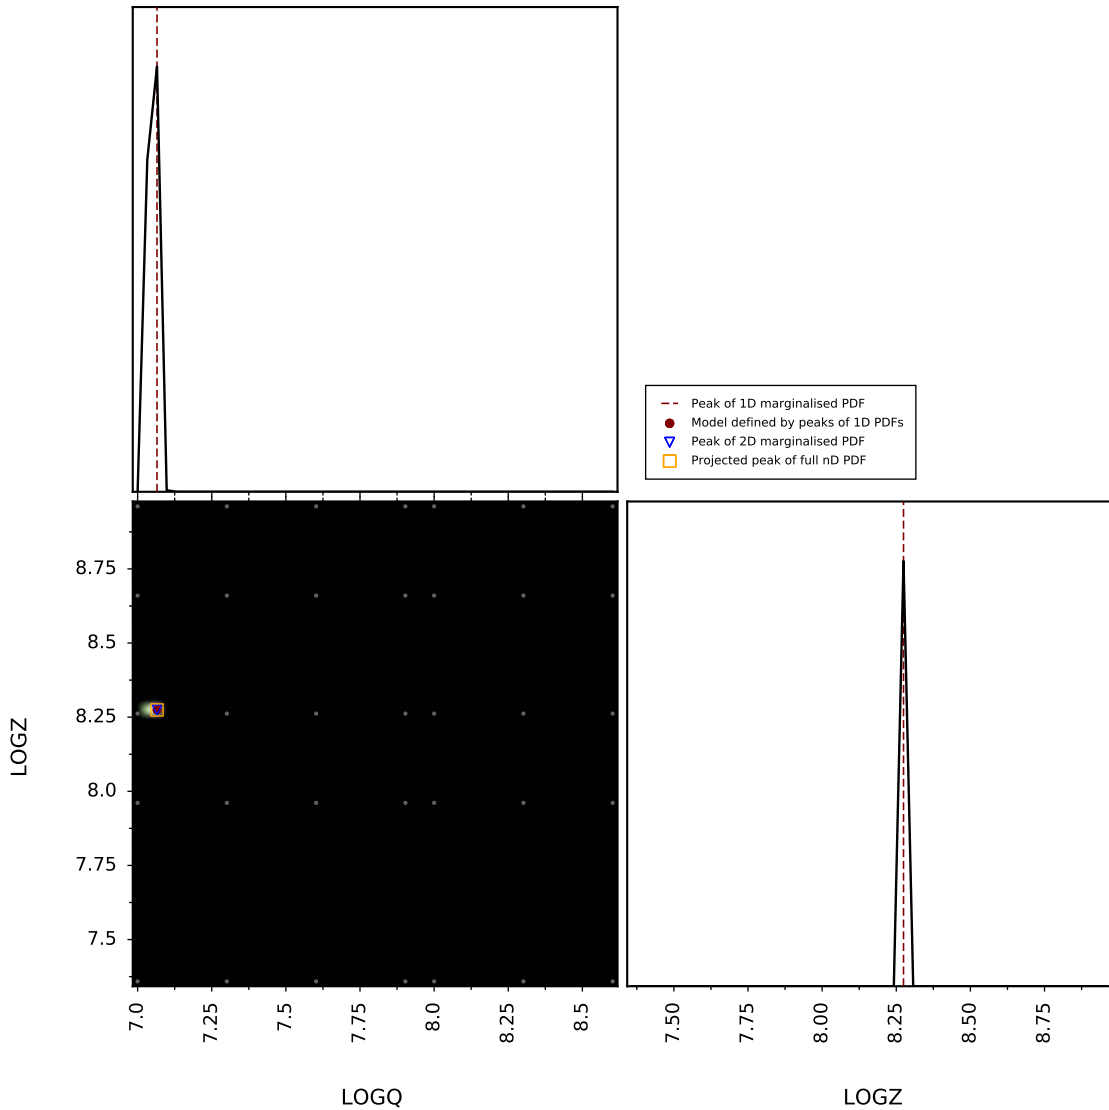 Peak of 1D marginalised PDF
Model defined by peaks of 1D PDFs
Peak of 2D marginalised PDF
Projected peak of full nD PDF
LOGZ
8.75
8.5
8.25
8.0
7.75
7.5
7.0
7.25
7.5
7.75
8.0
8.25
8.5
LOGQ
7.50
7.75
8.00
8.25
8.50
8.75
LOGZ